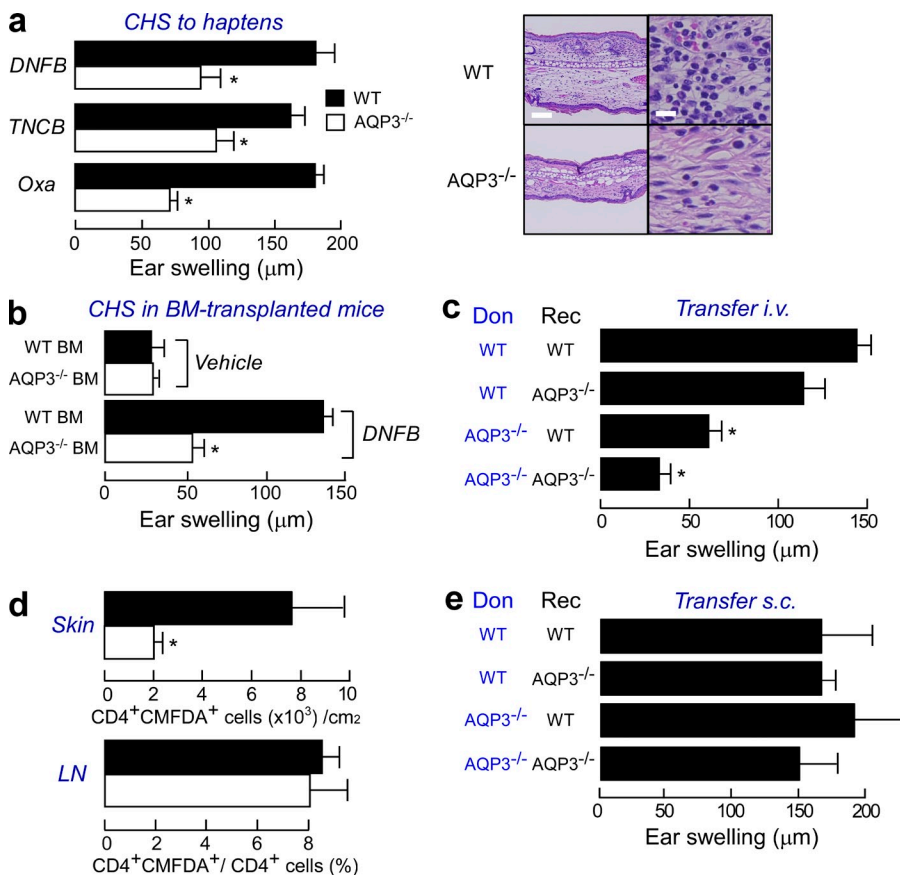 a
CHS to haptens
DNFB
TNCB
Oxa
WT
AQP3-/-
0 50 100 150 200
Ear swelling (μm)
WT
AQP3-/-
b
CHS in BM-transplanted mice
WT BM
AQP3-/- BM
Vehicle
WT BM
AQP3-/- BM
DNFB
0 50 100 150
Ear swelling (μm)
c
Don Rec Transfer i.v.
WT WT
WT AQP3-/-
AQP3-/- WT *
AQP3-/- AQP3-/- *
0 50 100 150
Ear swelling (μm)
d
Skin
*
0 2 4 6 8 10
CD4+CMFDA+ cells (x10³) /cm2
LN
0 2 4 6 8
CD4+CMFDA+/ CD4+ cells (%)
e
Don Rec Transfer s.c.
WT WT
WT AQP3-/-
AQP3-/- WT
AQP3-/- AQP3-/-
0 50 100 150 200
Ear swelling (μm)